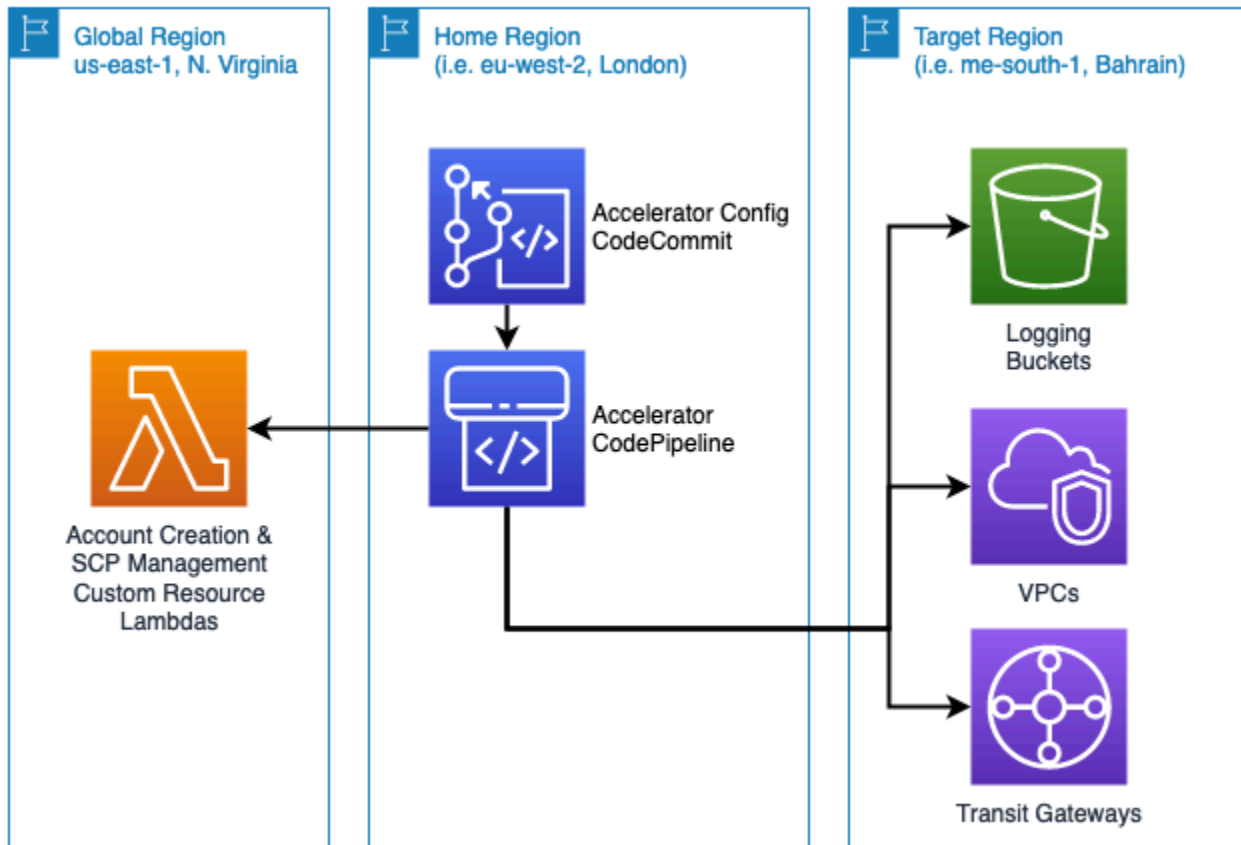 Global Region
us-east-1, N. Virginia
Home Region
(i.e. eu-west-2, London)
Target Region
(i.e. me-south-1, Bahrain)
Accelerator Config
CodeCommit
Accelerator
CodePipeline
Account Creation &
SCP Management
Custom Resource
Lambdas
Logging
Buckets
VPCs
Transit Gateways